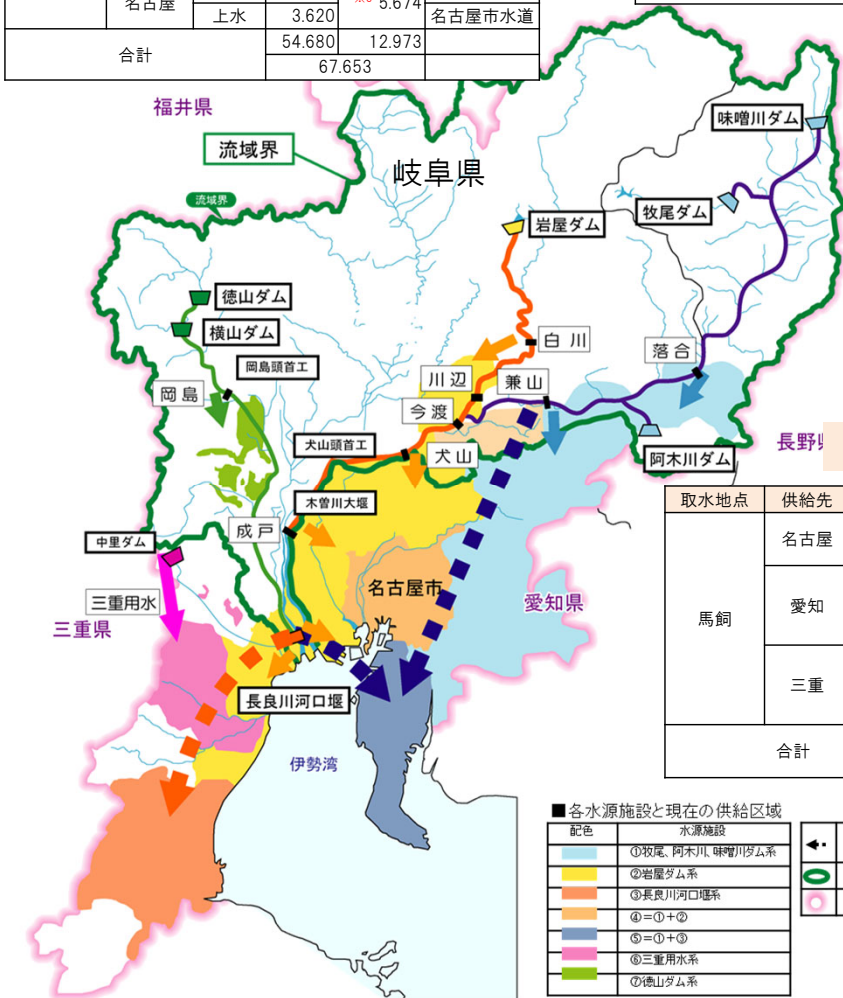 名古屋
※3 5.674
上水 3.620 名古屋市水道
合計 54.680 12.973
67.653
福井県
味噌川ダム
流域界
岐阜県
流域界
牧尾ダム
岩屋ダム
徳山ダム
横山ダム
白川
岡島頭首工
川辺
兼山
落合
岡島
今渡
犬山頭首工
犬山
長野県
阿木川ダム
木曽川大堰
取水地点 供給先
成戸
名古屋
中里ダム
名古屋市
三重用水
愛知県
愛知
馬飼
三重県
三重
長良川河口堰
合計
伊勢湾
■各水源施設と現在の供給区域
配色 水源施設
①牧尾、阿木川、味噌川ダム系
②岩屋ダム系
③長良川河口堰系
④=①+②
⑤=①+③
⑥三重用水系
⑦徳山ダム系